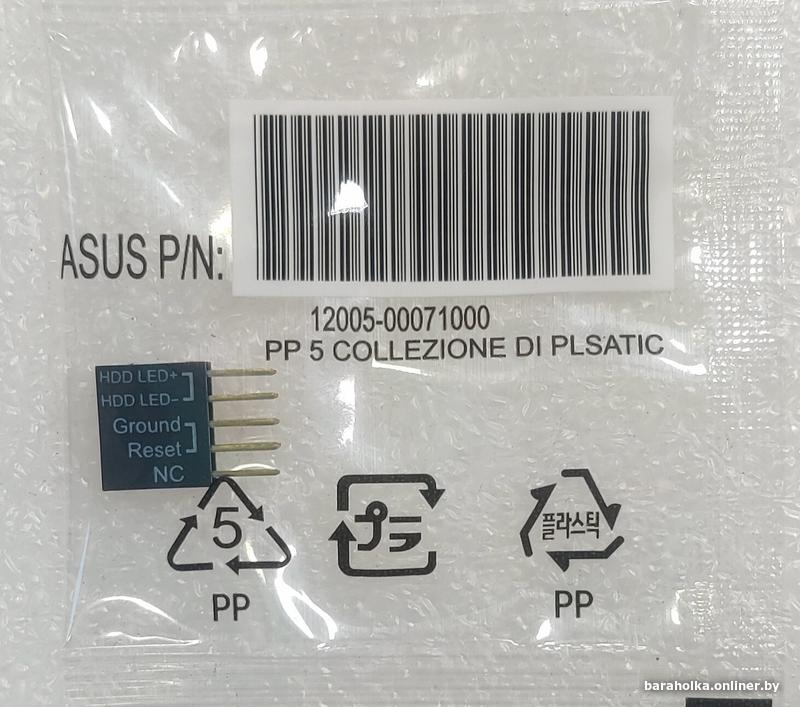 ASUS P/N:
12005-00071000
PP 5 COLLEZIONE DI PLSATIC
HDD LED+
HDD LED-
Ground
Reset
NC
5
プラ
플라스틱
PP
PP
baraholka.onliner.by